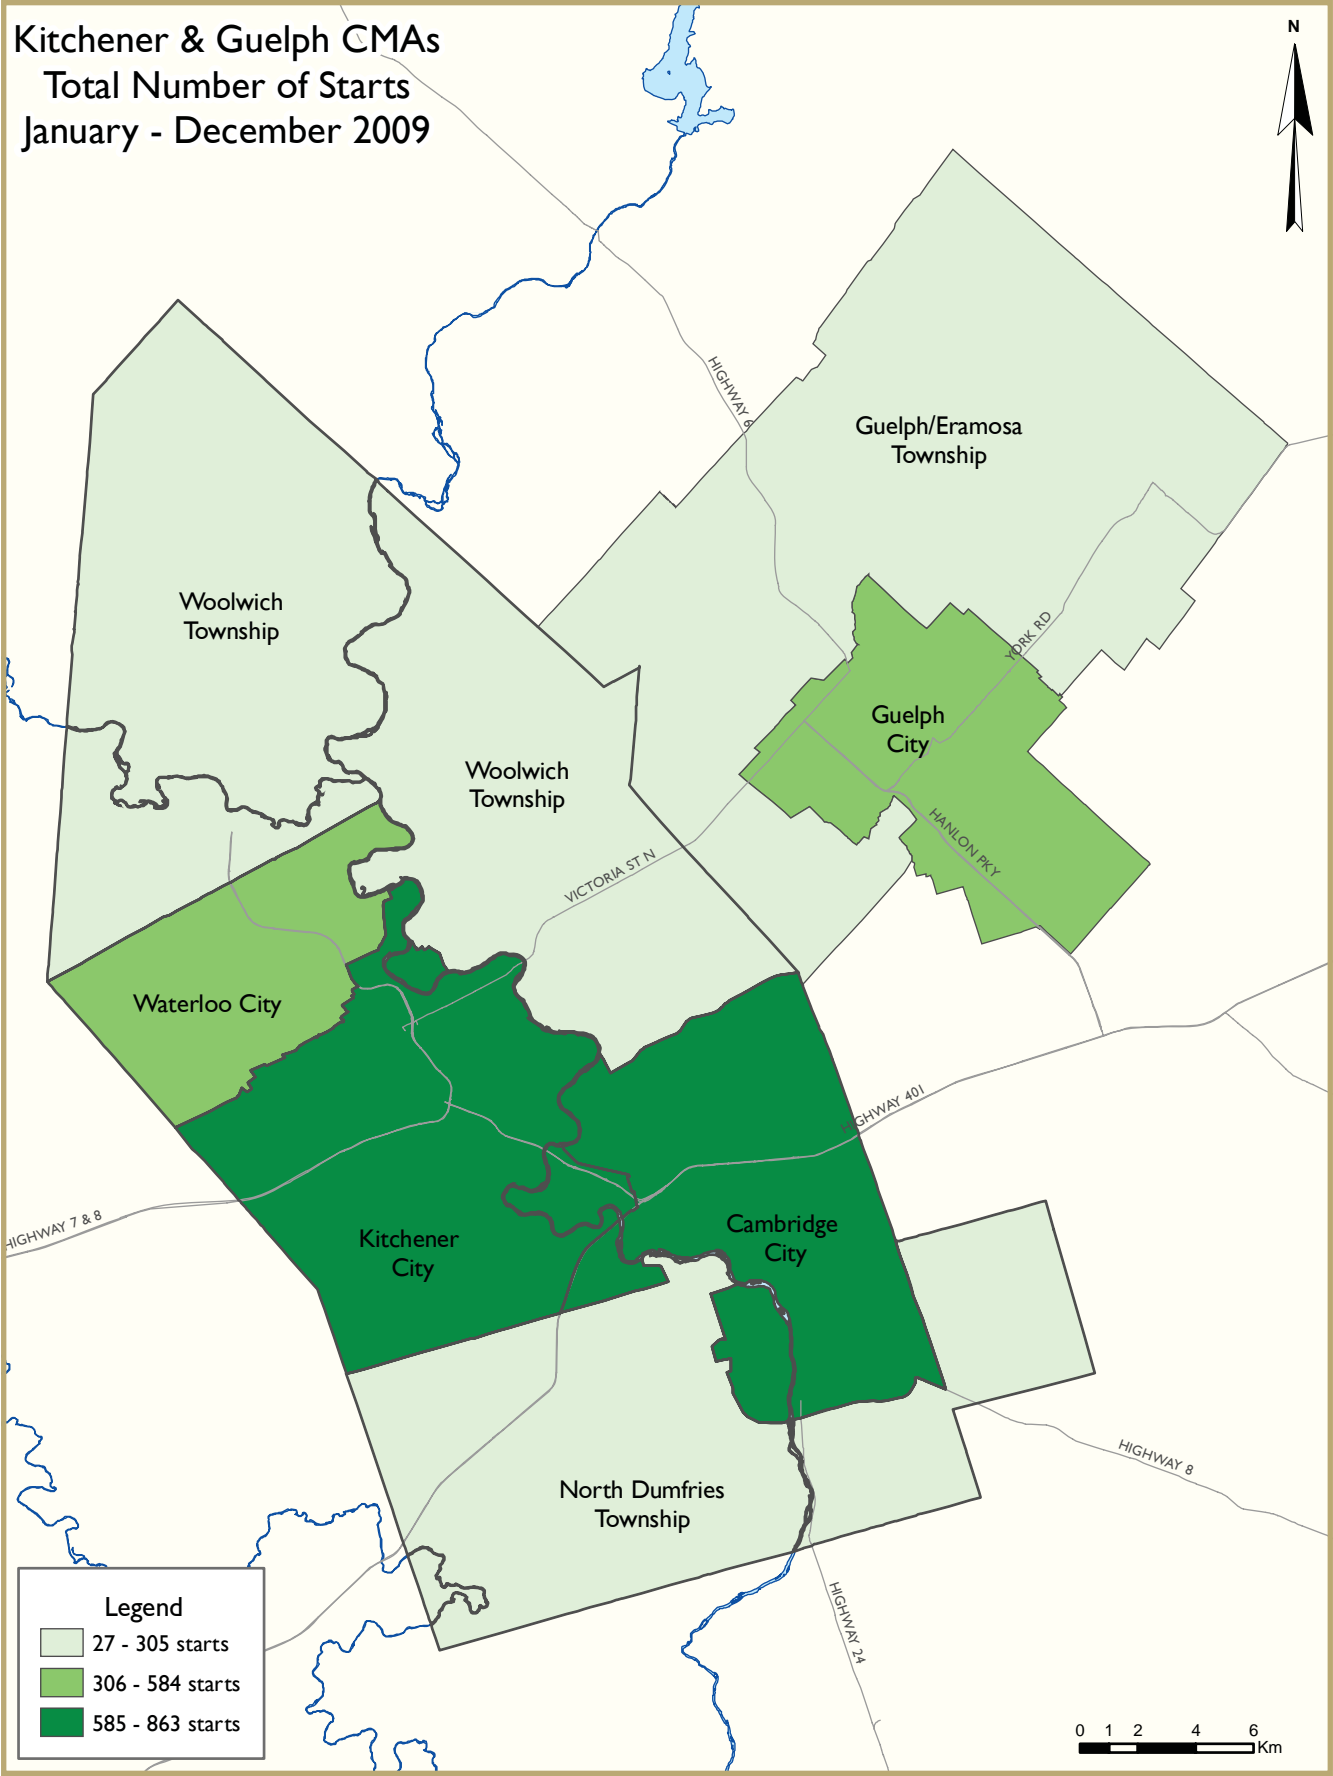 Kitchener & Guelph CMAs
Total Number of Starts
January - December 2009
N
HIGHWAY 6
Guelph/Eramosa
Township
Woolwich
Township
YORK RD
Guelph
City
Woolwich
Township
HANLON PKY
VICTORIA ST N
Waterloo City
HIGHWAY 401
HIGHWAY 7 & 8
Kitchener
City
Cambridge
City
HIGHWAY 8
North Dumfries
Township
HIGHWAY 24
Legend
27 - 305 starts
306 - 584 starts
585 - 863 starts
0 1 2 4 6
Km